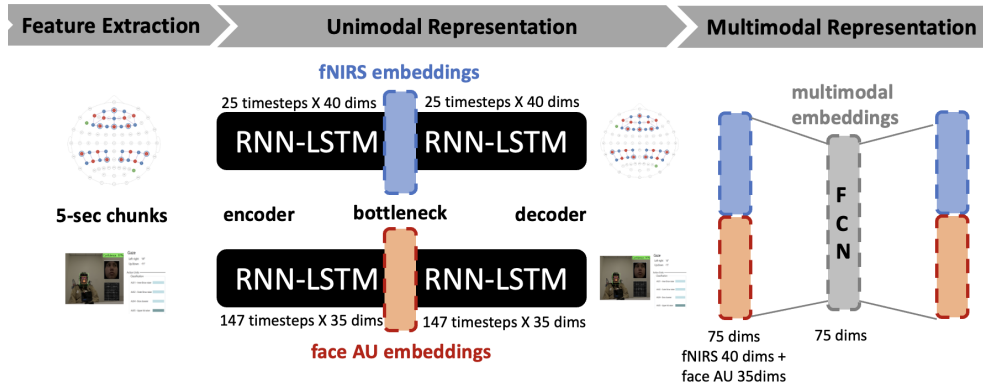 Feature Extraction
Unimodal Representation
Multimodal Representation
fNIRS embeddings
25 timesteps X 40 dims
25 timesteps X 40 dims
RNN-LSTM
RNN-LSTM
5-sec chunks
encoder
bottleneck
decoder
RNN-LSTM
RNN-LSTM
147 timesteps X 35 dims
147 timesteps X 35 dims
face AU embeddings
multimodal
embeddings
F
C
N
75 dims
fNIRS 40 dims +
face AU 35dims
75 dims